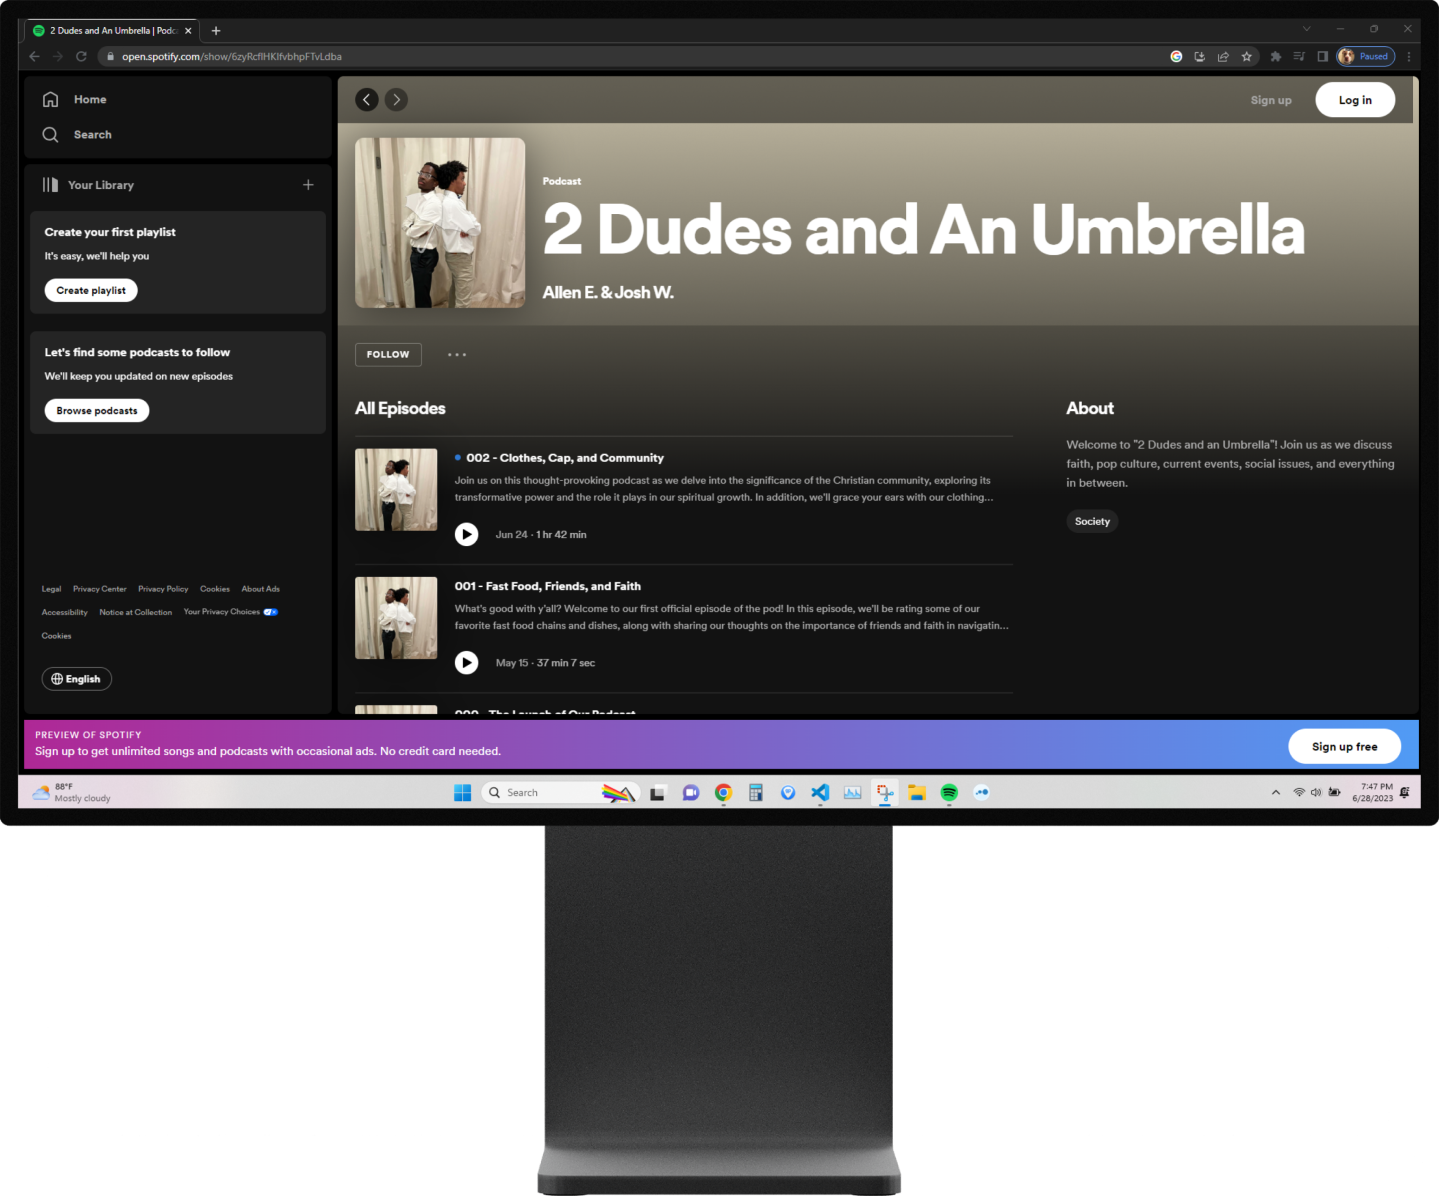 2 Dudes and An Umbrella | Podc
open.spotify.com/show/6zyRcflHKIfvbhpFTvLdba
Paused
Home
Search
Your Library
Create your first playlist
It's easy, we'll help you
Create playlist
Let's find some podcasts to follow
We'll keep you updated on new episodes
Browse podcasts
Legal Privacy Center Privacy Policy Cookies About Ads
Accessibility Notice at Collection Your Privacy Choices
Cookies
English
Sign up
Log in
Podcast
2 Dudes and An Umbrella
Allen E. & Josh W.
FOLLOW
All Episodes
002 - Clothes, Cap, and Community
Join us on this thought-provoking podcast as we delve into the significance of the Christian community, exploring its
transformative power and the role it plays in our spiritual growth. In addition, we'll grace your ears with our clothing...
Jun 24 · 1 hr 42 min
001 - Fast Food, Friends, and Faith
What's good with y'all? Welcome to our first official episode of the pod! In this episode, we'll be rating some of our
favorite fast food chains and dishes, along with sharing our thoughts on the importance of friends and faith in navigatin...
May 15 · 37 min 7 sec
000 - The Launch of Our Podcast
About
Welcome to "2 Dudes and an Umbrella"! Join us as we discuss
faith, pop culture, current events, social issues, and everything
in between.
Society
PREVIEW OF SPOTIFY
Sign up to get unlimited songs and podcasts with occasional ads. No credit card needed.
Sign up free
88°F
Mostly cloudy
Search
7:47 PM
6/28/2023